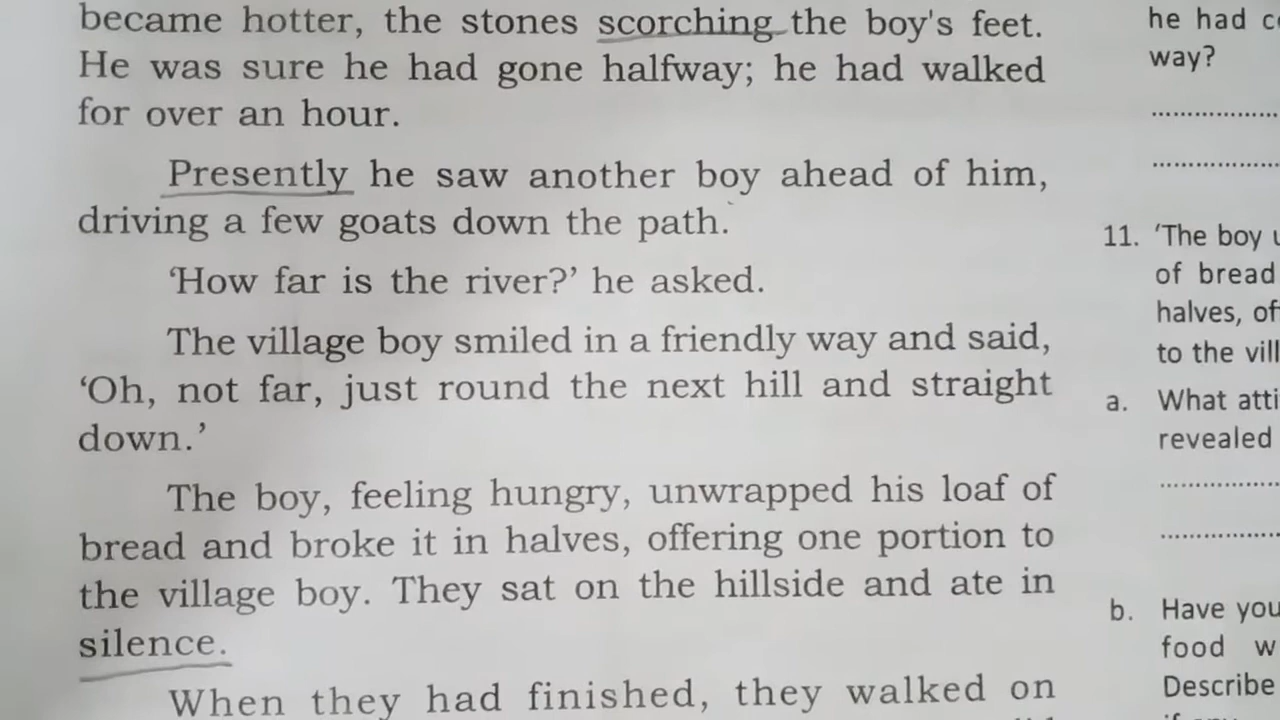 became hotter, the stones scorching the boy's feet.
He was sure he had gone halfway; he had walked
for over an hour.
Presently he saw another boy ahead of him,
driving a few goats down the path.
‘How far is the river?’ he asked.
The village boy smiled in a friendly way and said,
‘Oh, not far, just round the next hill and straight
down.’
The boy, feeling hungry, unwrapped his loaf of
bread and broke it in halves, offering one portion to
the village boy. They sat on the hillside and ate in
silence.
When they had finished, they walked on
he had
way?
11. ‘The boy
of bread
halves,
to the
a. What
revealed
b. Have you
food
Describe